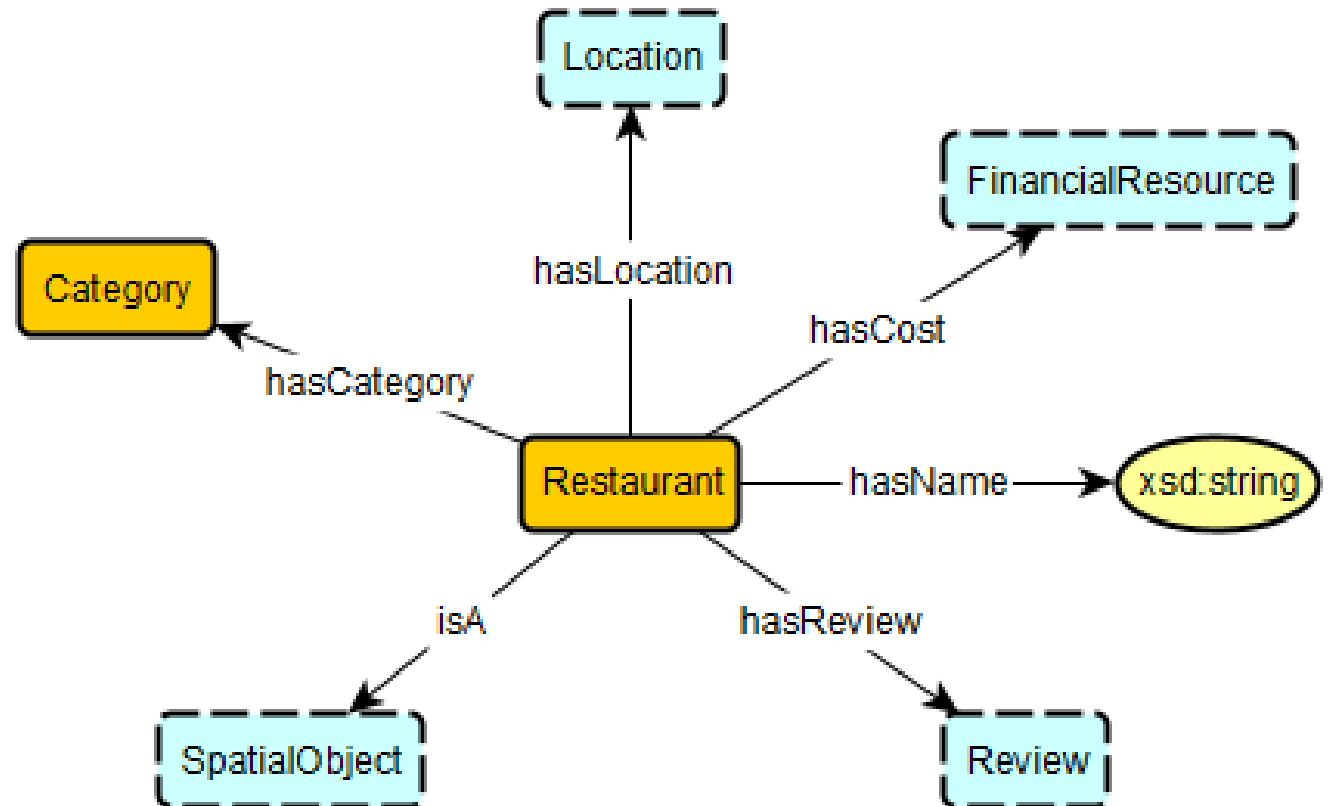 Location
FinancialResource
hasLocation
Category
hasCost
hasCategory
Restaurant
hasName
xsd:string
isA
hasReview
SpatialObject
Review